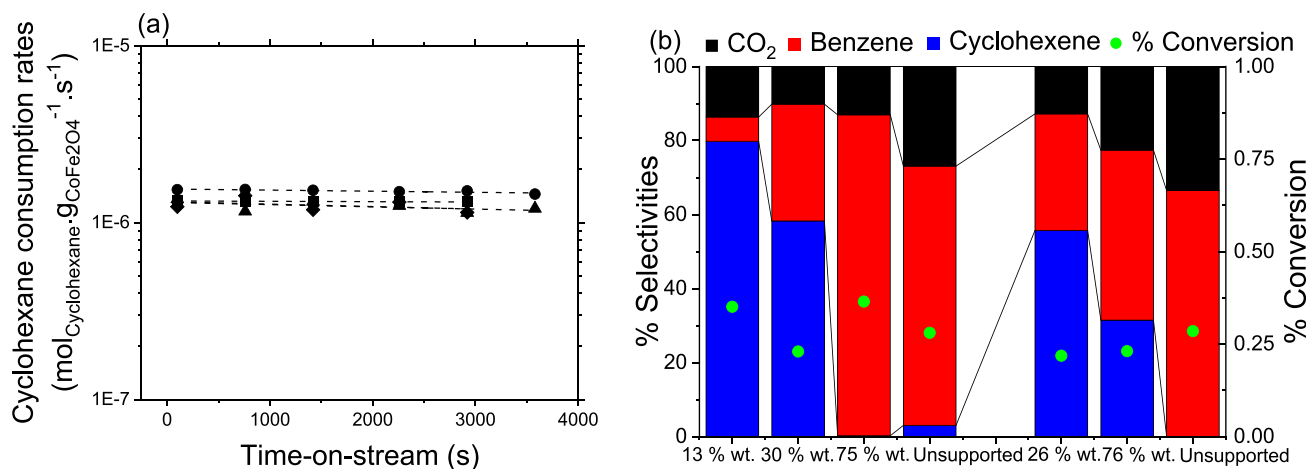 (a)
Cyclohexane consumption rates
(mol_Cyclohexane.g_CoFe2O4^-1.s^-1)
1E-5
1E-6
1E-7
0 1000 2000 3000 4000
Time-on-stream (s)
(b)
CO2 Benzene Cyclohexene % Conversion
% Selectivities
100
80
60
40
20
0
1.00
0.75
0.50
0.25
0.00
% Conversion
13 % wt. 30 % wt. 75 % wt. Unsupported 26 % wt. 76 % wt. Unsupported